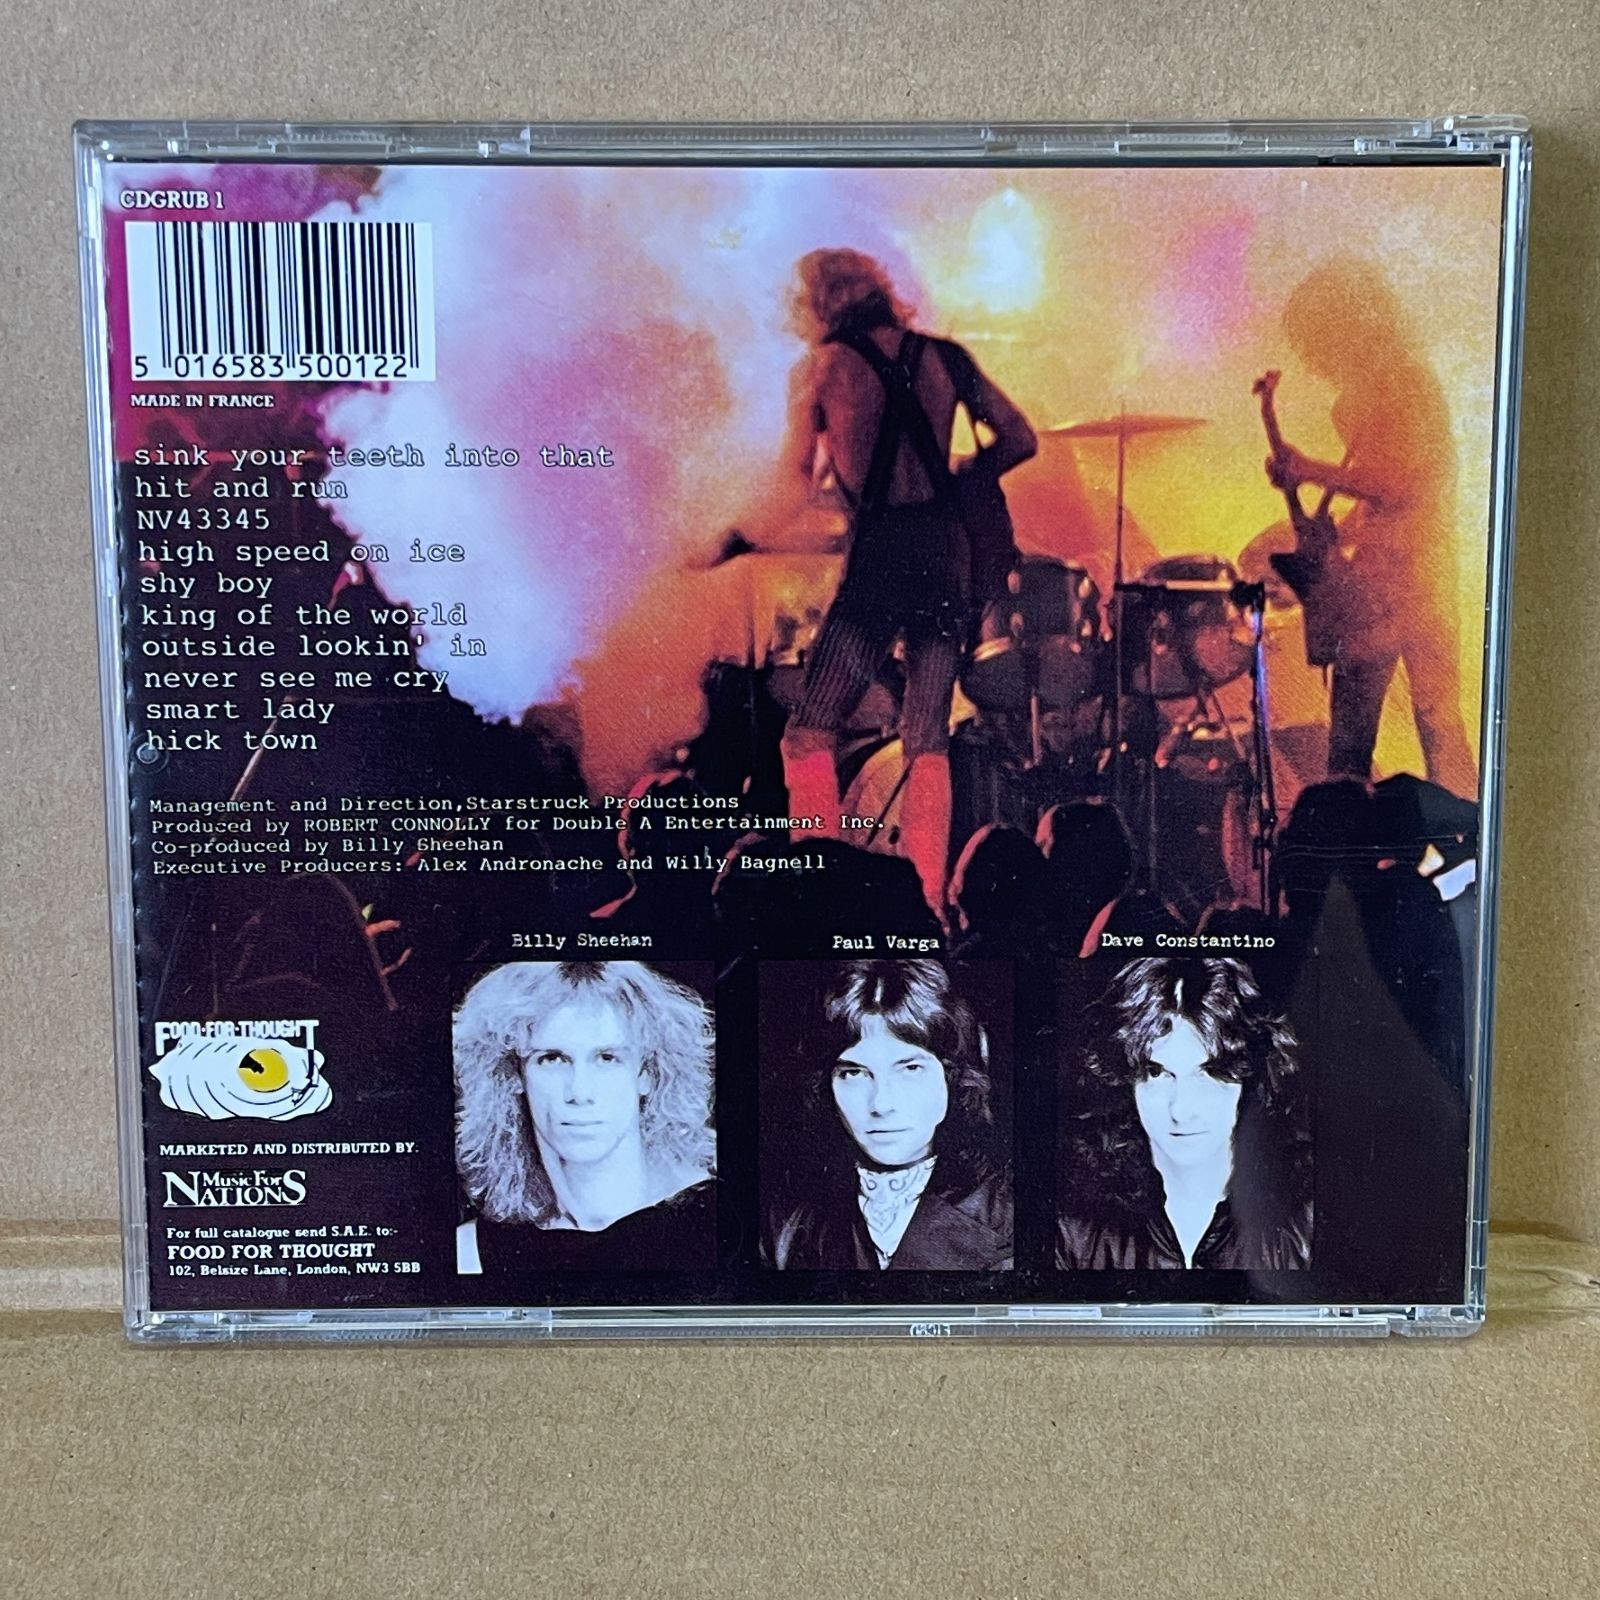 CDGRUB 1
5 016583 500122
MADE IN FRANCE
sink your teeth into that
hit and run
NV43345
high speed on ice
shy boy
king of the world
outside lookin' in
never see me cry
smart lady
hick town
Management and Direction,Starstruck Productions
Produced by ROBERT CONNOLLY for Double A Entertainment Inc.
Co-produced by Billy Sheehan
Executive Producers: Alex Andronache and Willy Bagnell
Billy Sheehan Paul Varga Dave Constantino
FOOD·FOR·THOUGHT
MARKETED AND DISTRIBUTED BY:
Music For
NATIONS
For full catalogue send S.A.E. to:-
FOOD FOR THOUGHT
102, Belsize Lane, London, NW3 5BB